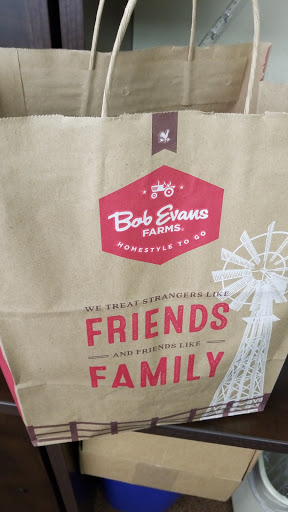 Bob Evans
FARMS®
HOMESTYLE TO GO
WE TREAT STRANGERS LIKE
FRIENDS
AND FRIENDS LIKE
FAMILY